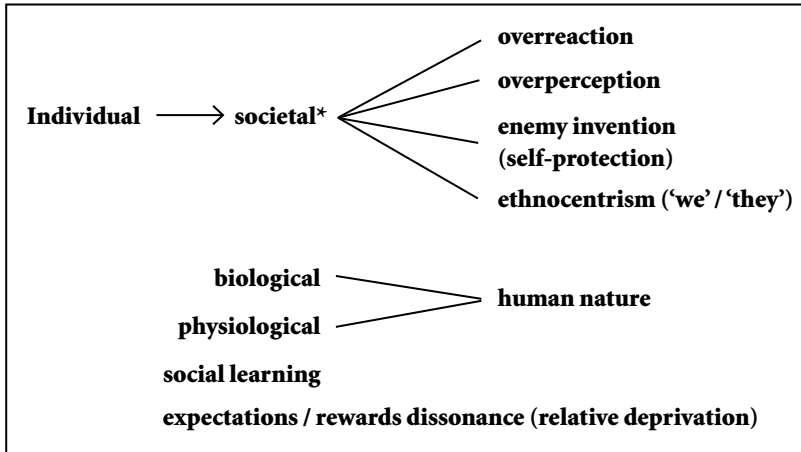 overreaction
overperception
Individual societal*
enemy invention
(self-protection)
ethnocentrism (‘we’ / ‘they’)
biological
human nature
physiological
social learning
expectations / rewards dissonance (relative deprivation)